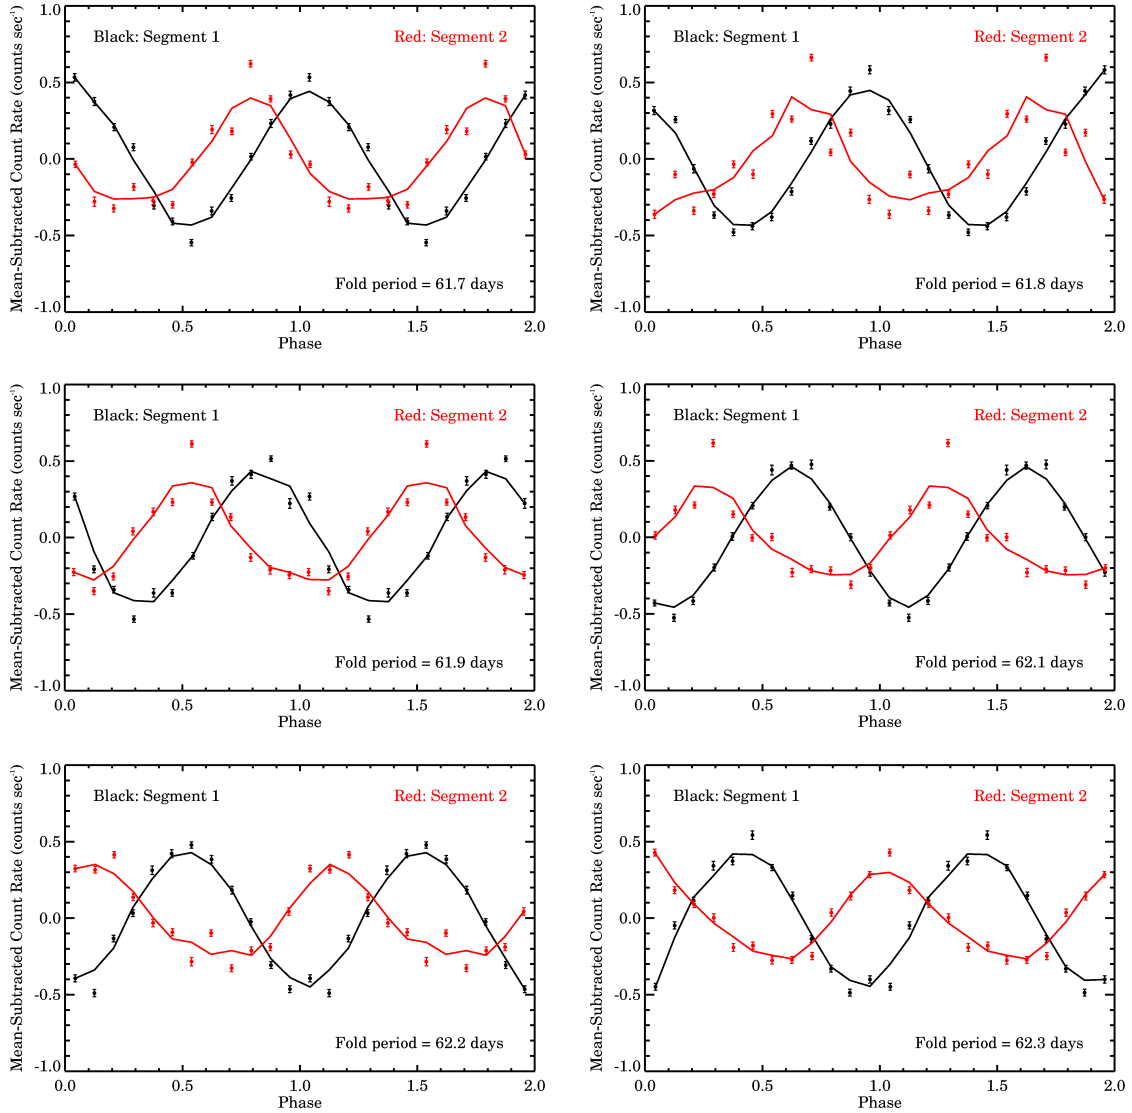 Mean-Subtracted Count Rate (counts sec⁻¹)
1.0
0.5
0.0
-0.5
-1.0
Black: Segment 1
Red: Segment 2
Fold period = 61.7 days
0.0 0.5 1.0 1.5 2.0
Phase
Mean-Subtracted Count Rate (counts sec⁻¹)
1.0
0.5
0.0
-0.5
-1.0
Black: Segment 1
Red: Segment 2
Fold period = 61.8 days
0.0 0.5 1.0 1.5 2.0
Phase
Mean-Subtracted Count Rate (counts sec⁻¹)
1.0
0.5
0.0
-0.5
-1.0
Black: Segment 1
Red: Segment 2
Fold period = 61.9 days
0.0 0.5 1.0 1.5 2.0
Phase
Mean-Subtracted Count Rate (counts sec⁻¹)
1.0
0.5
0.0
-0.5
-1.0
Black: Segment 1
Red: Segment 2
Fold period = 62.1 days
0.0 0.5 1.0 1.5 2.0
Phase
Mean-Subtracted Count Rate (counts sec⁻¹)
1.0
0.5
0.0
-0.5
-1.0
Black: Segment 1
Red: Segment 2
Fold period = 62.2 days
0.0 0.5 1.0 1.5 2.0
Phase
Mean-Subtracted Count Rate (counts sec⁻¹)
1.0
0.5
0.0
-0.5
-1.0
Black: Segment 1
Red: Segment 2
Fold period = 62.3 days
0.0 0.5 1.0 1.5 2.0
Phase